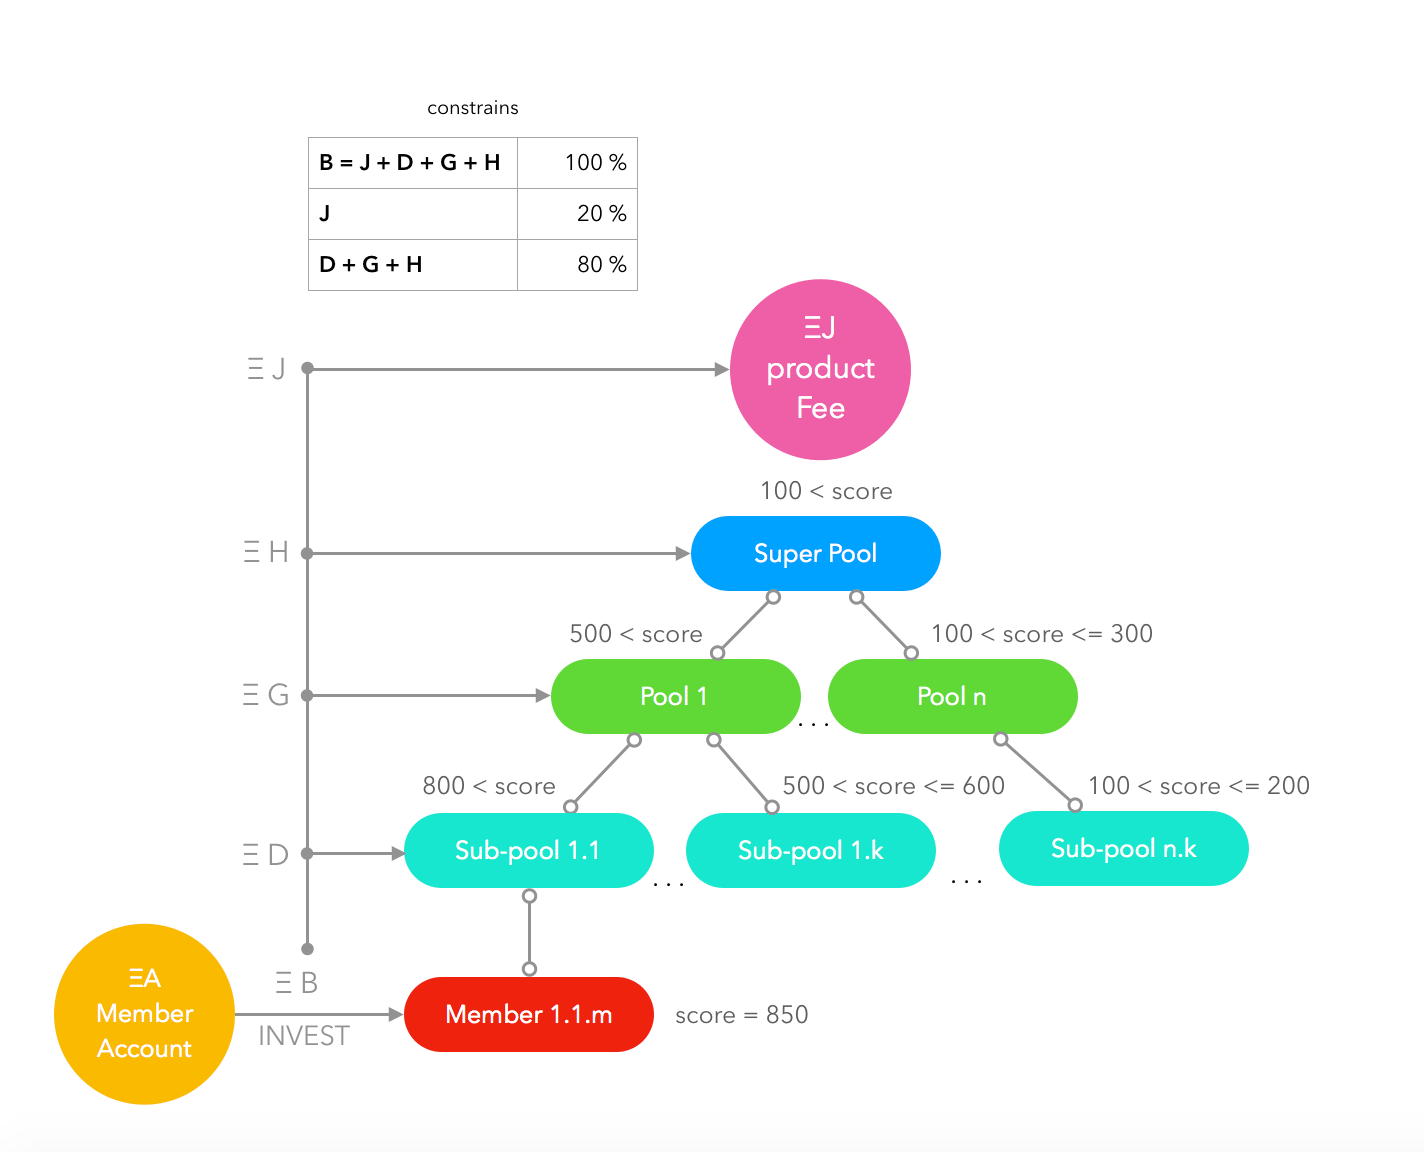 constrains
B = J + D + G + H 100 %
J 20 %
D + G + H 80 %
Ξ J
ΞJ
product
Fee
100 < score
Ξ H
Super Pool
500 < score
100 < score <= 300
Ξ G
Pool 1
. . .
Pool n
800 < score
500 < score <= 600
100 < score <= 200
Ξ D
Sub-pool 1.1
. . .
Sub-pool 1.k
. . .
Sub-pool n.k
ΞA
Member
Account
Ξ B
INVEST
Member 1.1.m
score = 850